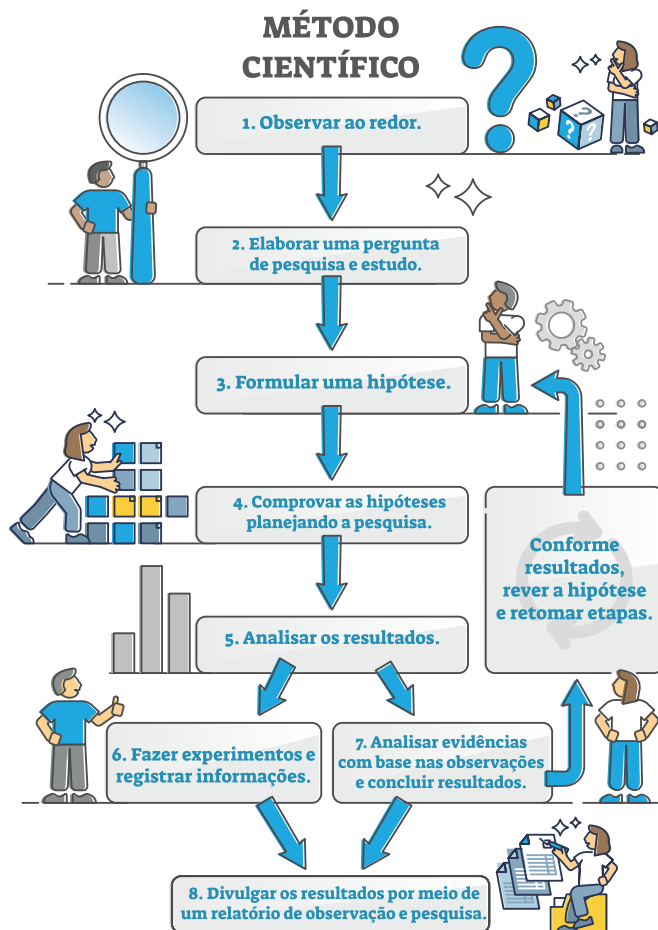 MÉTODO
CIENTÍFICO
1. Observar ao redor.
2. Elaborar uma pergunta
de pesquisa e estudo.
3. Formular uma hipótese.
4. Comprovar as hipóteses
planejando a pesquisa.
Conforme
resultados,
rever a hipótese
e retomar etapas.
5. Analisar os resultados.
6. Fazer experimentos e
registrar informações.
7. Analisar evidências
com base nas observações
e concluir resultados.
8. Divulgar os resultados por meio de
um relatório de observação e pesquisa.